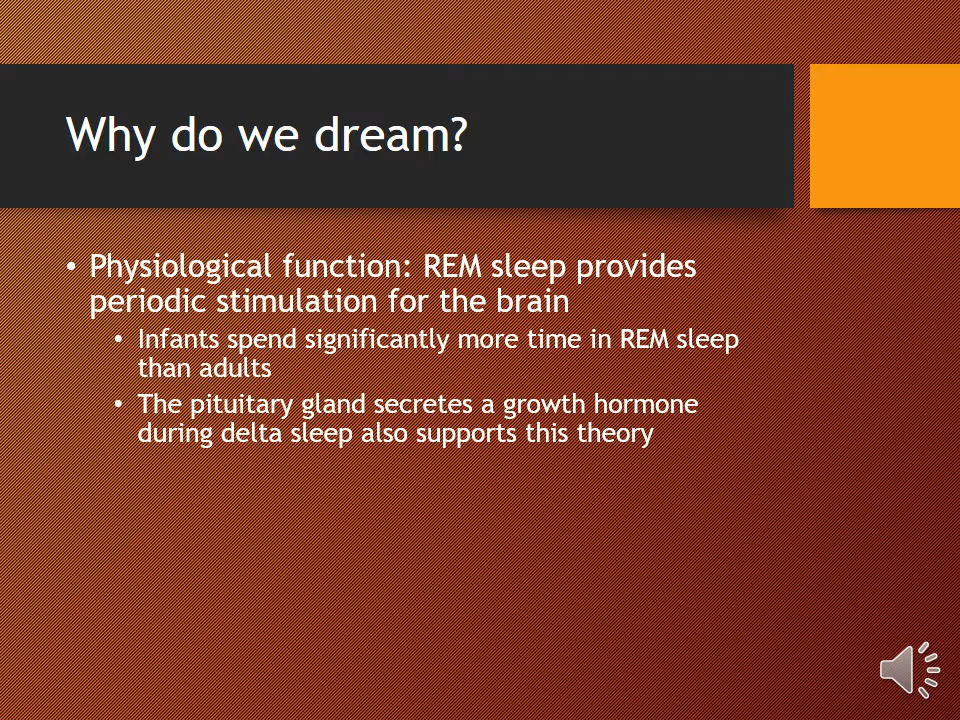 Why do we dream?
• Physiological function: REM sleep provides
periodic stimulation for the brain
• Infants spend significantly more time in REM sleep
than adults
• The pituitary gland secretes a growth hormone
during delta sleep also supports this theory